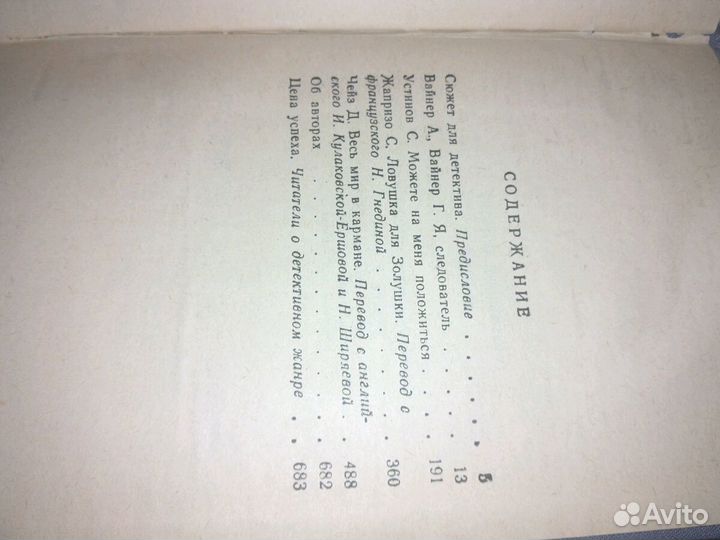 СОДЕРЖАНИЕ
Сюжет для детектива. Предисловие . . . . . . 5
Вайнер А., Вайнер Г. Я, следователь . . . . 13
Устинов С. Можете на меня положиться . . . . 191
Жапризо С. Ловушка для Золушки. Перевод с
французского Н. Гнединой . . . . . . . . 360
Чейз Д. Весь мир в кармане. Перевод с англий-
ского И. Кулаковской-Ершовой и Н. Ширяевой . . 488
Об авторах . . . . . . . . . . . 682
Цена успеха. Читатели о детективном жанре . . 683
Avito